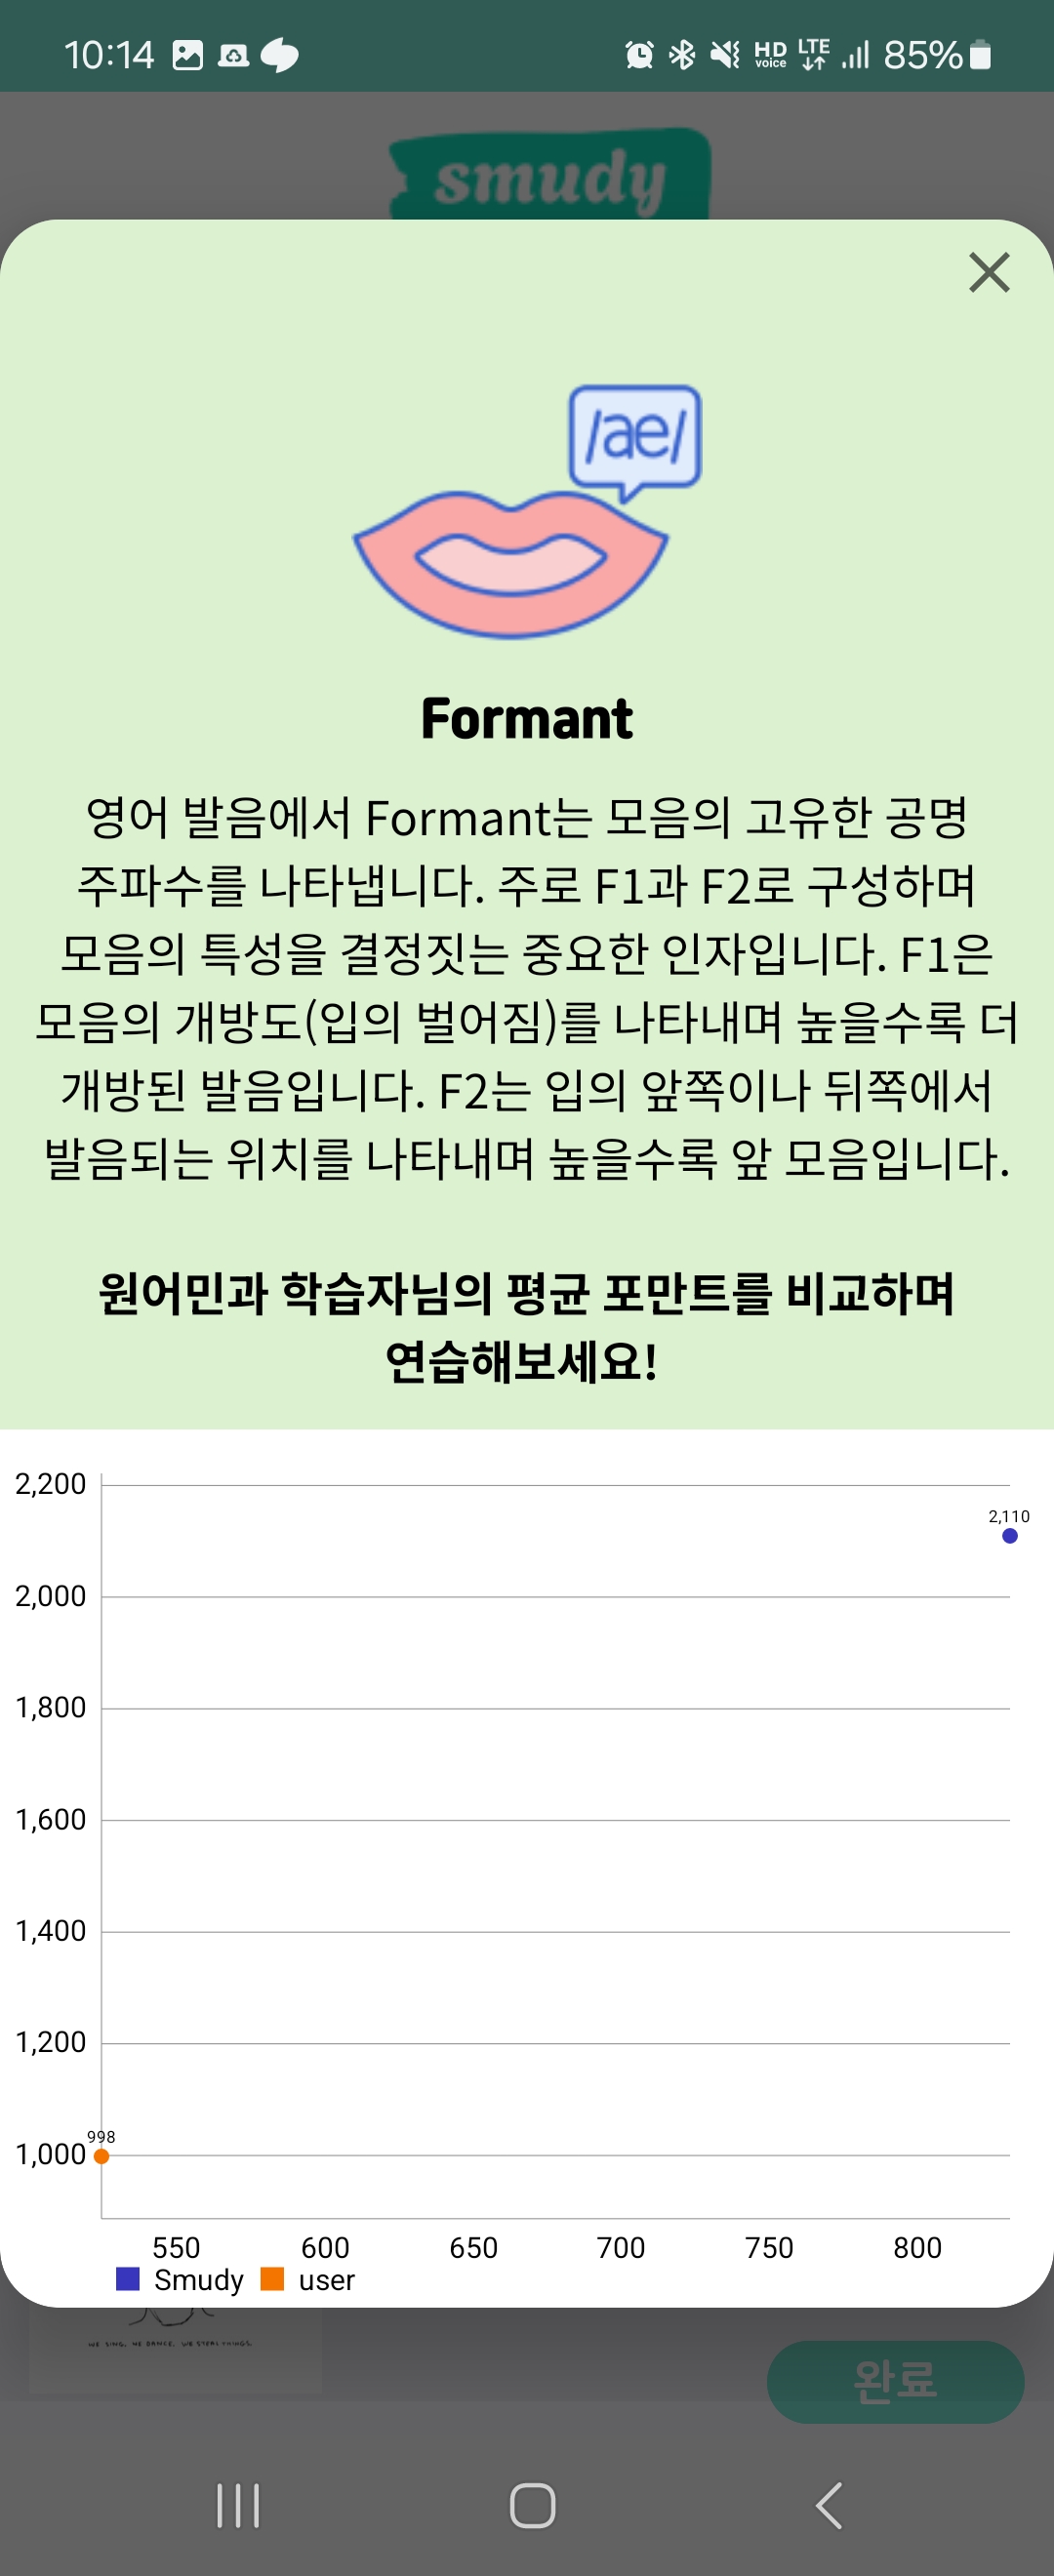 10:14
HD voice LTE 85%
smudy
/ae/
Formant
영어 발음에서 Formant는 모음의 고유한 공명
주파수를 나타냅니다. 주로 F1과 F2로 구성하며
모음의 특성을 결정짓는 중요한 인자입니다. F1은
모음의 개방도(입의 벌어짐)를 나타내며 높을수록 더
개방된 발음입니다. F2는 입의 앞쪽이나 뒤쪽에서
발음되는 위치를 나타내며 높을수록 앞 모음입니다.
원어민과 학습자님의 평균 포만트를 비교하며
연습해보세요!
2,200
2,110
2,000
1,800
1,600
1,400
1,200
998
1,000
550 600 650 700 750 800
Smudy user
WE SING. WE DANCE. WE STEAL THINGS.
완료